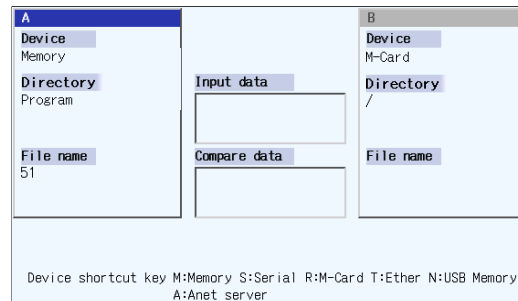 A
Device
Memory
Directory
Program
File name
51
Input data
Compare data
B
Device
M-Card
Directory
/
File name
Device shortcut key M:Memory S:Serial R:M-Card T:Ether N:USB Memory
A:Anet server